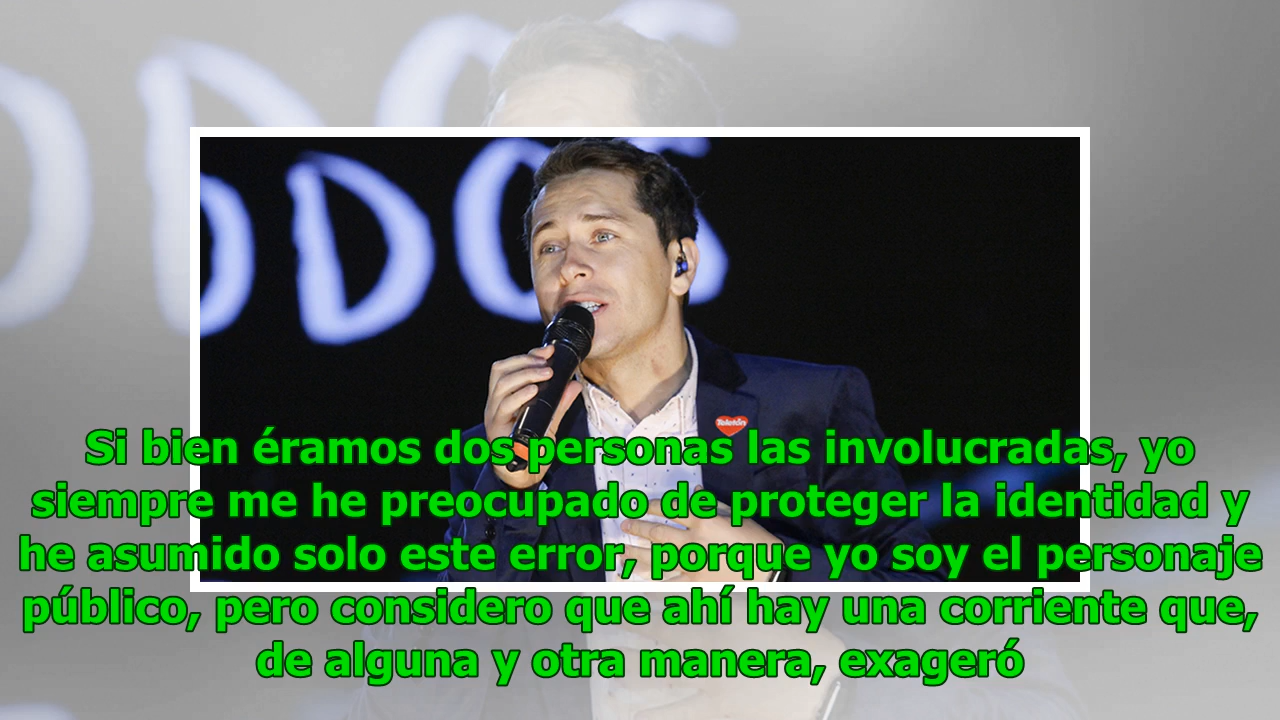 DDOS
Teletón
Si bien éramos dos personas las involucradas, yo
siempre me he preocupado de proteger la identidad y
he asumido solo este error, porque yo soy el personaje
público, pero considero que ahí hay una corriente que,
de alguna y otra manera, exageró